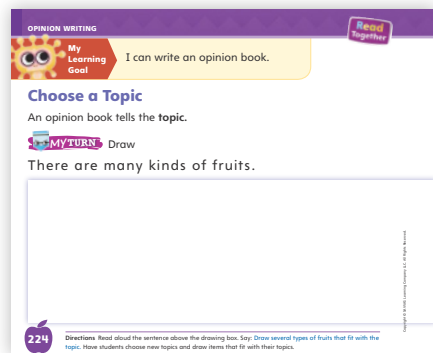 OPINION WRITING
Read
Together
My
Learning
Goal
I can write an opinion book.
Choose a Topic
An opinion book tells the topic.
MY TURN Draw
There are many kinds of fruits.
224
Directions Read aloud the sentence above the drawing box. Say: Draw several types of fruits that fit with the
topic. Have students choose new topics and draw items that fit with their topics.